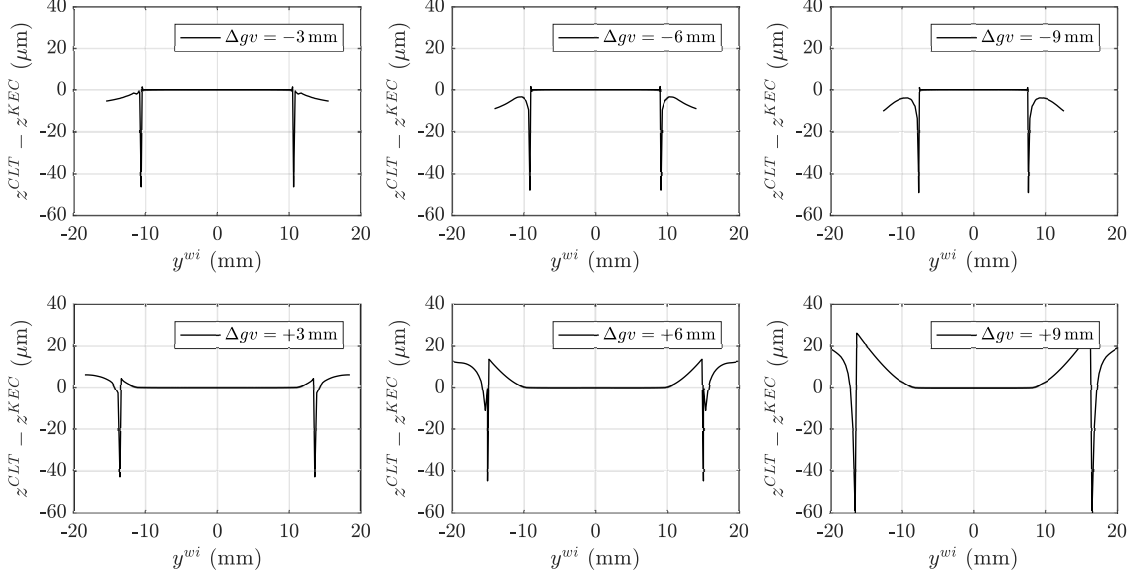 Δgv = −3 mm
40
20
0
-20
-40
-60
-20 -10 0 10 20
y^{wi} (mm)
z^{CLT} − z^{KEC} (μm)
Δgv = −6 mm
40
20
0
-20
-40
-60
-20 -10 0 10 20
y^{wi} (mm)
z^{CLT} − z^{KEC} (μm)
Δgv = −9 mm
40
20
0
-20
-40
-60
-20 -10 0 10 20
y^{wi} (mm)
z^{CLT} − z^{KEC} (μm)
Δgv = +3 mm
40
20
0
-20
-40
-60
-20 -10 0 10 20
y^{wi} (mm)
z^{CLT} − z^{KEC} (μm)
Δgv = +6 mm
40
20
0
-20
-40
-60
-20 -10 0 10 20
y^{wi} (mm)
z^{CLT} − z^{KEC} (μm)
Δgv = +9 mm
40
20
0
-20
-40
-60
-20 -10 0 10 20
y^{wi} (mm)
z^{CLT} − z^{KEC} (μm)